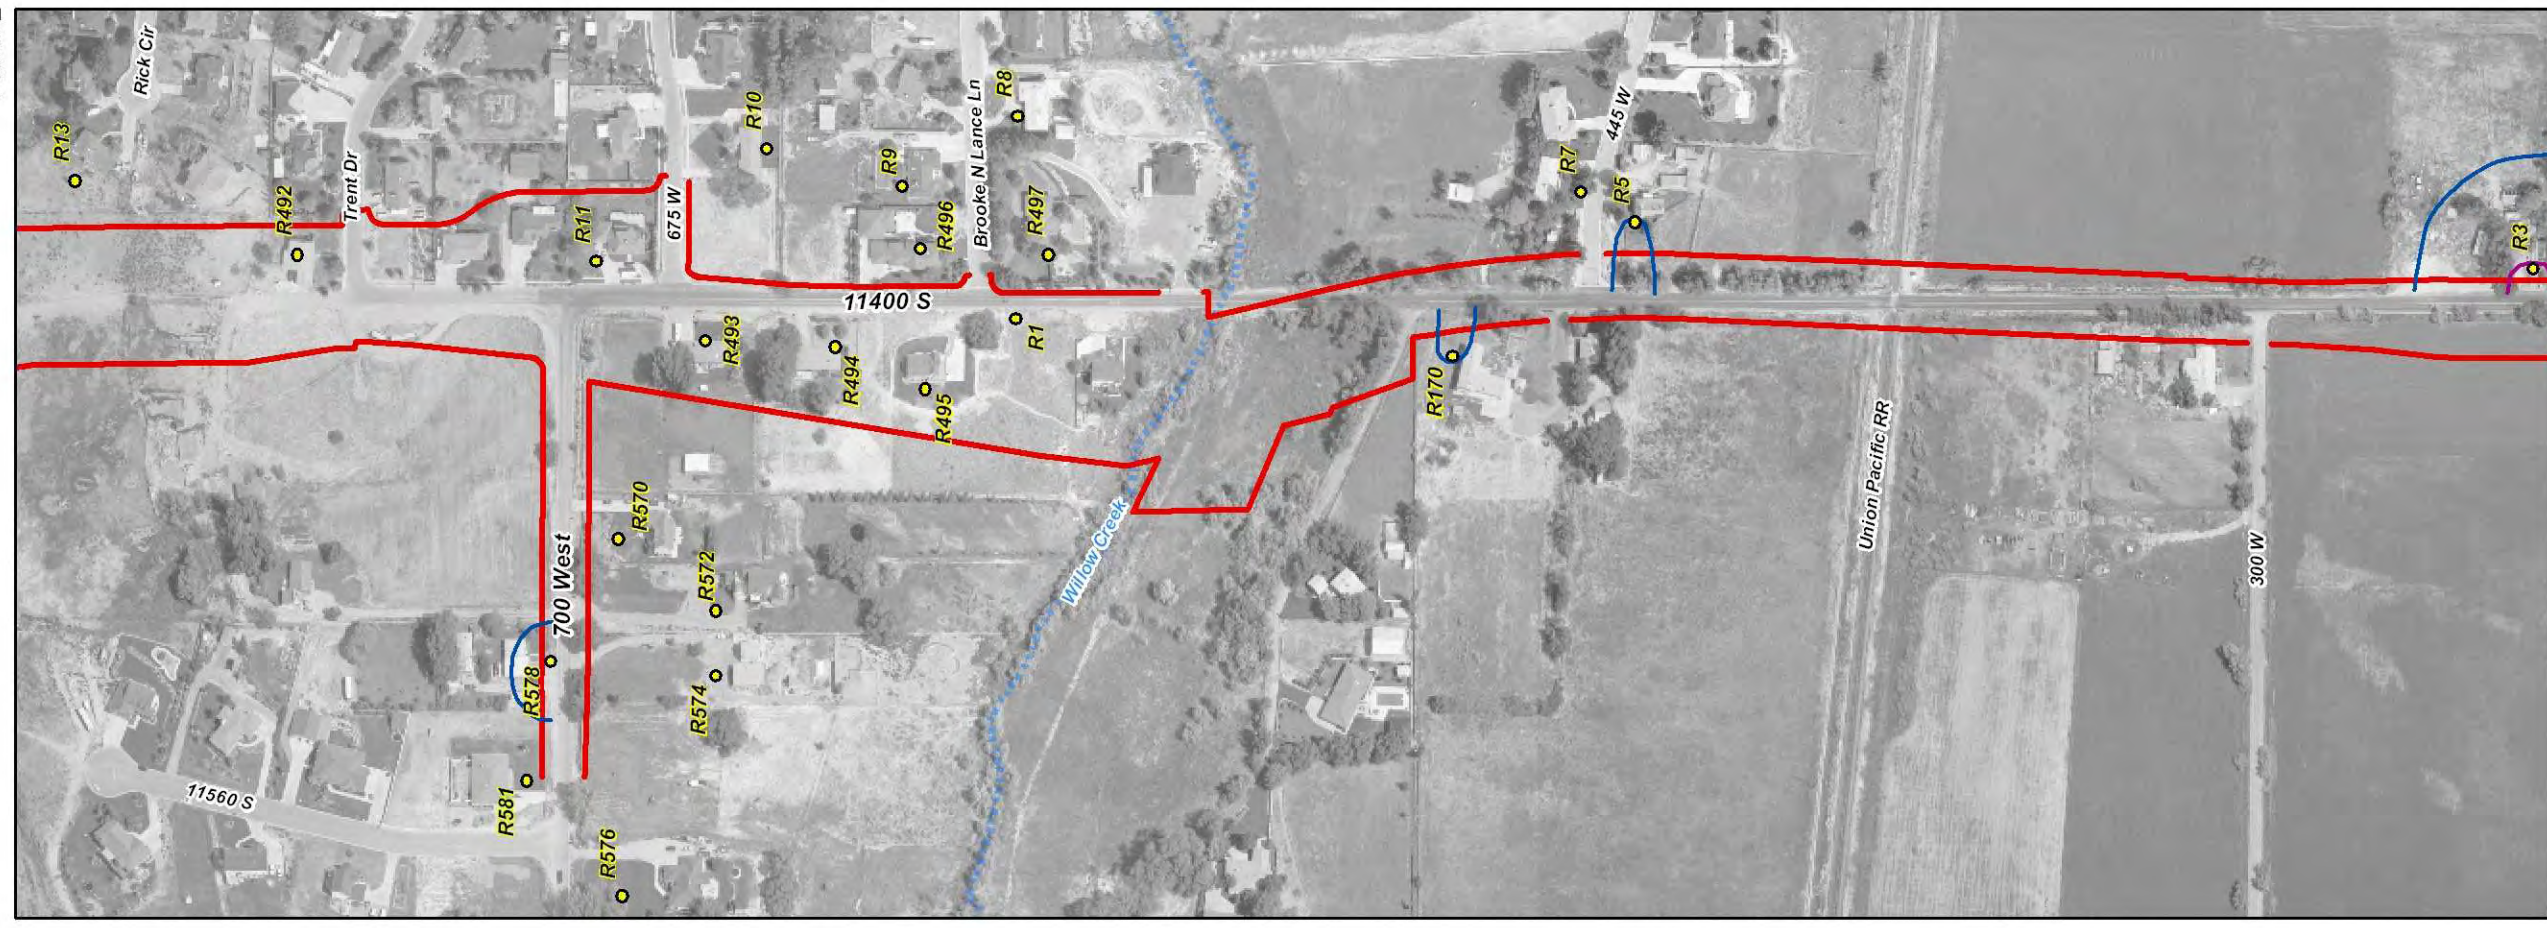 Rick Cir
R13
R492
Trent Dr
R11
675 W
R10
R9
R496
Brooke N Lance Ln
R8
R497
R7
445 W
R5
R3
11400 S
R493
R494
R495
R1
R170
Union Pacific RR
300 W
Willow Creek
R570
R572
700 West
R578
R574
11560 S
R581
R576